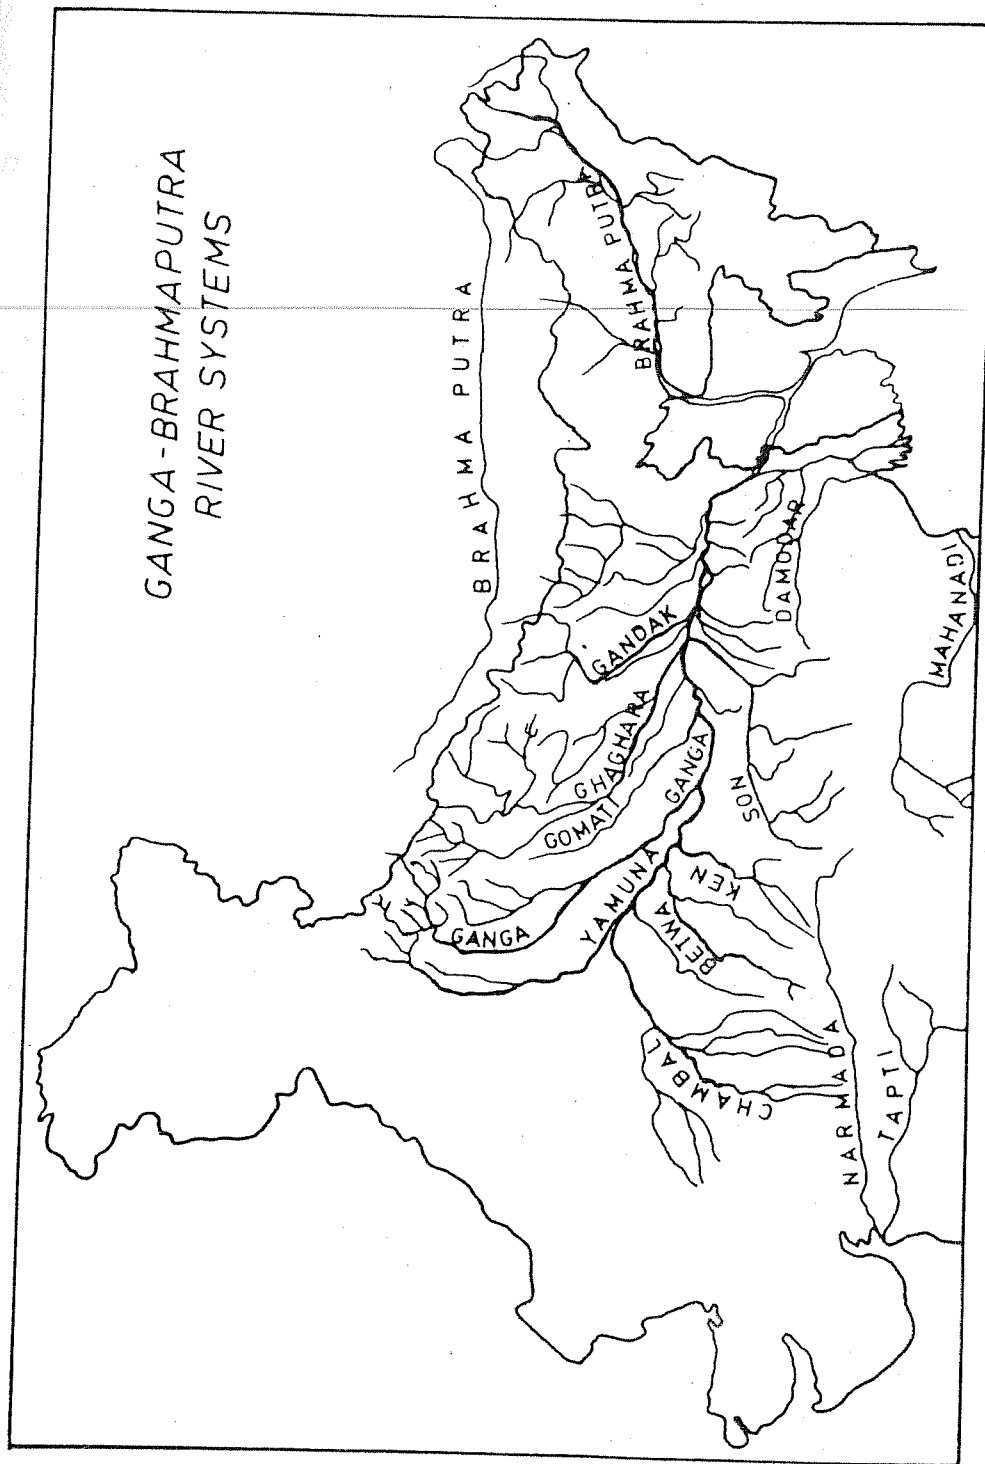 GANGA-BRAHMAPUTRA
RIVER SYSTEMS
BRAHMA PUTRA
BRAHMA PUTRA
GANDAK
GHAGHARA
GOMATI
GANGA
GANGA
YAMUNA
DAMODAR
MAHANADI
SON
KEN
BETWA
CHAMBAL
NARMADA
TAPTI